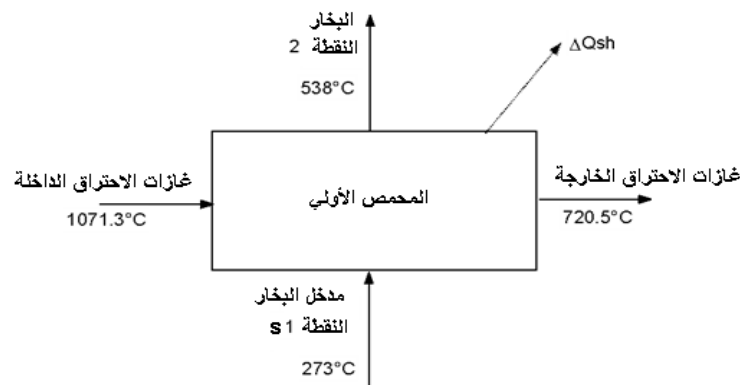 البخار
النقطة 2
538°C
ΔQsh
غازات الاحتراق الداخلة
1071.3°C
المحمص الأولي
غازات الاحتراق الخارجة
720.5°C
مدخل البخار
النقطة s1
273°C